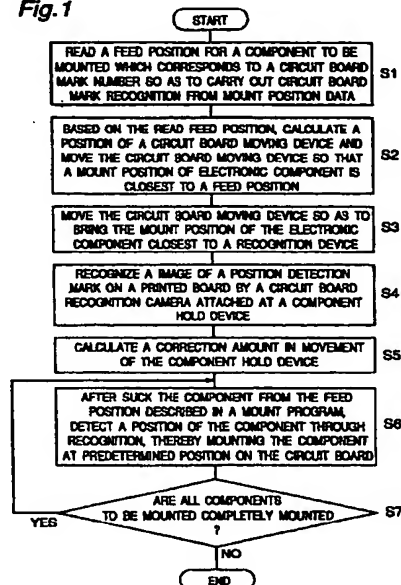 Fig.1
START
READ A FEED POSITION FOR A COMPONENT TO BE
MOUNTED WHICH CORRESPONDS TO A CIRCUIT BOARD
MARK NUMBER SO AS TO CARRY OUT CIRCUIT BOARD
MARK RECOGNITION FROM MOUNT POSITION DATA
S1
BASED ON THE READ FEED POSITION, CALCULATE A
POSITION OF A CIRCUIT BOARD MOVING DEVICE AND
MOVE THE CIRCUIT BOARD MOVING DEVICE SO THAT
A MOUNT POSITION OF ELECTRONIC COMPONENT IS
CLOSEST TO A FEED POSITION
S2
MOVE THE CIRCUIT BOARD MOVING DEVICE SO AS TO
BRING THE MOUNT POSITION OF THE ELECTRONIC
COMPONENT CLOSEST TO A RECOGNITION DEVICE
S3
RECOGNIZE A IMAGE OF A POSITION DETECTION
MARK ON A PRINTED BOARD BY A CIRCUIT BOARD
RECOGNITION CAMERA ATTACHED AT A COMPONENT
HOLD DEVICE
S4
CALCULATE A CORRECTION AMOUNT IN MOVEMENT
OF THE COMPONENT HOLD DEVICE
S5
AFTER SUCK THE COMPONENT FROM THE FEED
POSITION DESCRIBED IN A MOUNT PROGRAM,
DETECT A POSITION OF THE COMPONENT THROUGH
RECOGNITION, THEREBY MOUNTING THE COMPONENT
AT PREDETERMINED POSITION ON THE CIRCUIT BOARD
S6
ARE ALL COMPONENTS
TO BE MOUNTED COMPLETELY MOUNTED
?
S7
YES
NO
END